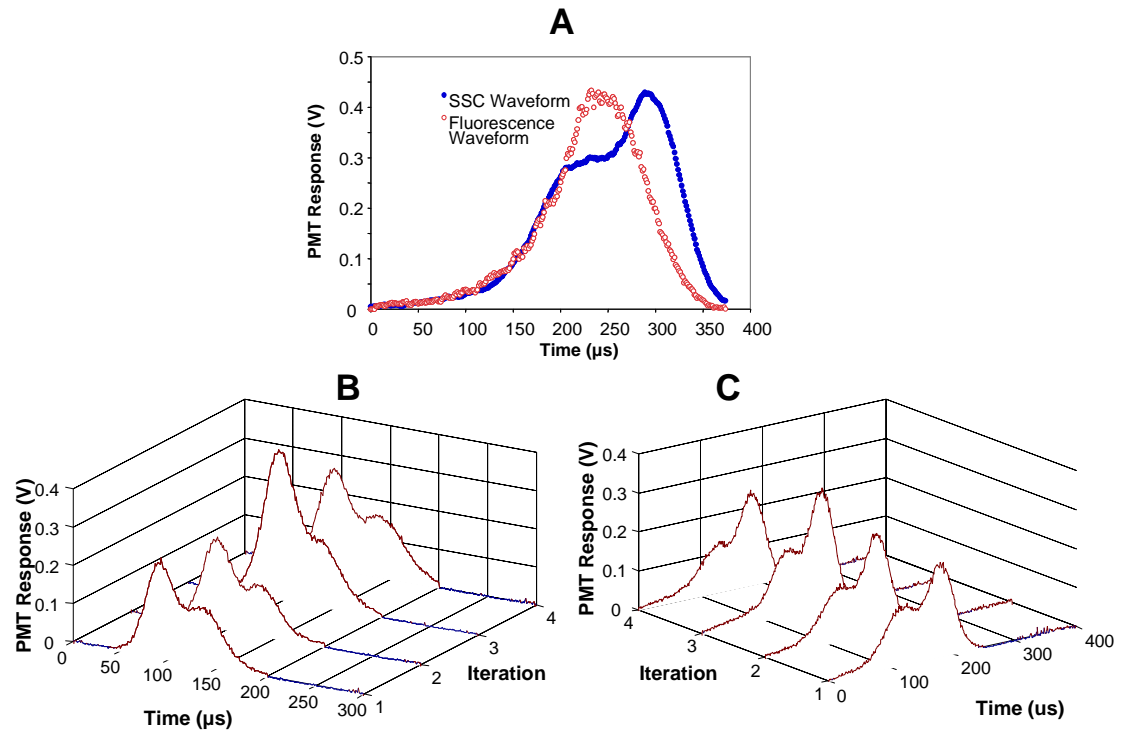 A
PMT Response (V)
0.5
0.4
0.3
0.2
0.1
0
SSC Waveform
Fluorescence
Waveform
0 50 100 150 200 250 300 350 400
Time (µs)
B
PMT Response (V)
0.4
0.3
0.2
0.1
0
0 50 100 150 200 250 300
Time (µs)
1 2 3 4
Iteration
C
PMT Response (V)
0.4
0.3
0.2
0.1
0
4 3 2 1
Iteration
0 100 200 300 400
Time (us)